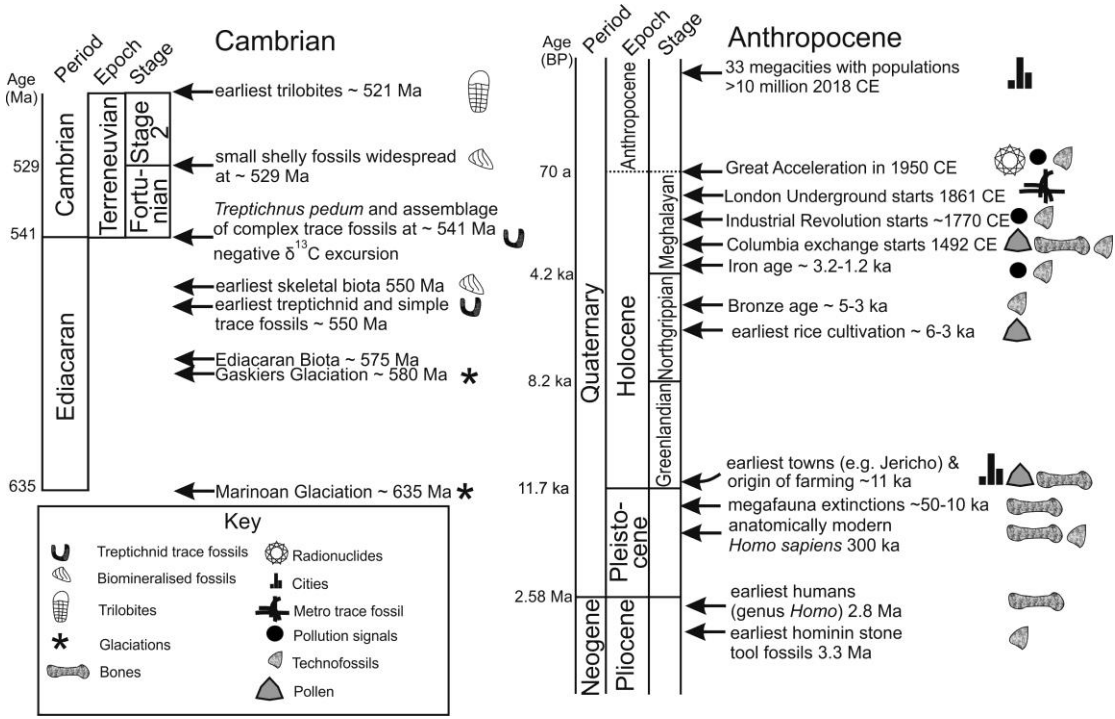 Cambrian
Age
(Ma)
Period
Epoch
Stage
529
541
635
Cambrian
Ediacaran
Terreneuvian
Stage
2
Fortu-
nian
earliest trilobites ~ 521 Ma
small shelly fossils widespread
at ~ 529 Ma
Treptichnus pedum and assemblage
of complex trace fossils at ~ 541 Ma
negative δ13C excursion
earliest skeletal biota 550 Ma
earliest treptichnid and simple
trace fossils ~ 550 Ma
Ediacaran Biota ~ 575 Ma
Gaskiers Glaciation ~ 580 Ma
Marinoan Glaciation ~ 635 Ma
Key
Treptichnid trace fossils
Biomineralised fossils
Trilobites
Glaciations
Bones
Radionuclides
Cities
Metro trace fossil
Pollution signals
Technofossils
Pollen
Anthropocene
Age
(BP)
Period
Epoch
Stage
70 a
4.2 ka
8.2 ka
11.7 ka
2.58 Ma
Quaternary
Neogene
Anthropocene
Holocene
Pleisto-
cene
Pliocene
Meghalayan
Northgrippian
Greenlandian
33 megacities with populations
>10 million 2018 CE
Great Acceleration in 1950 CE
London Underground starts 1861 CE
Industrial Revolution starts ~1770 CE
Columbia exchange starts 1492 CE
Iron age ~ 3.2-1.2 ka
Bronze age ~ 5-3 ka
earliest rice cultivation ~ 6-3 ka
earliest towns (e.g. Jericho) &
origin of farming ~11 ka
megafauna extinctions ~50-10 ka
anatomically modern
Homo sapiens 300 ka
earliest humans
(genus Homo) 2.8 Ma
earliest hominin stone
tool fossils 3.3 Ma